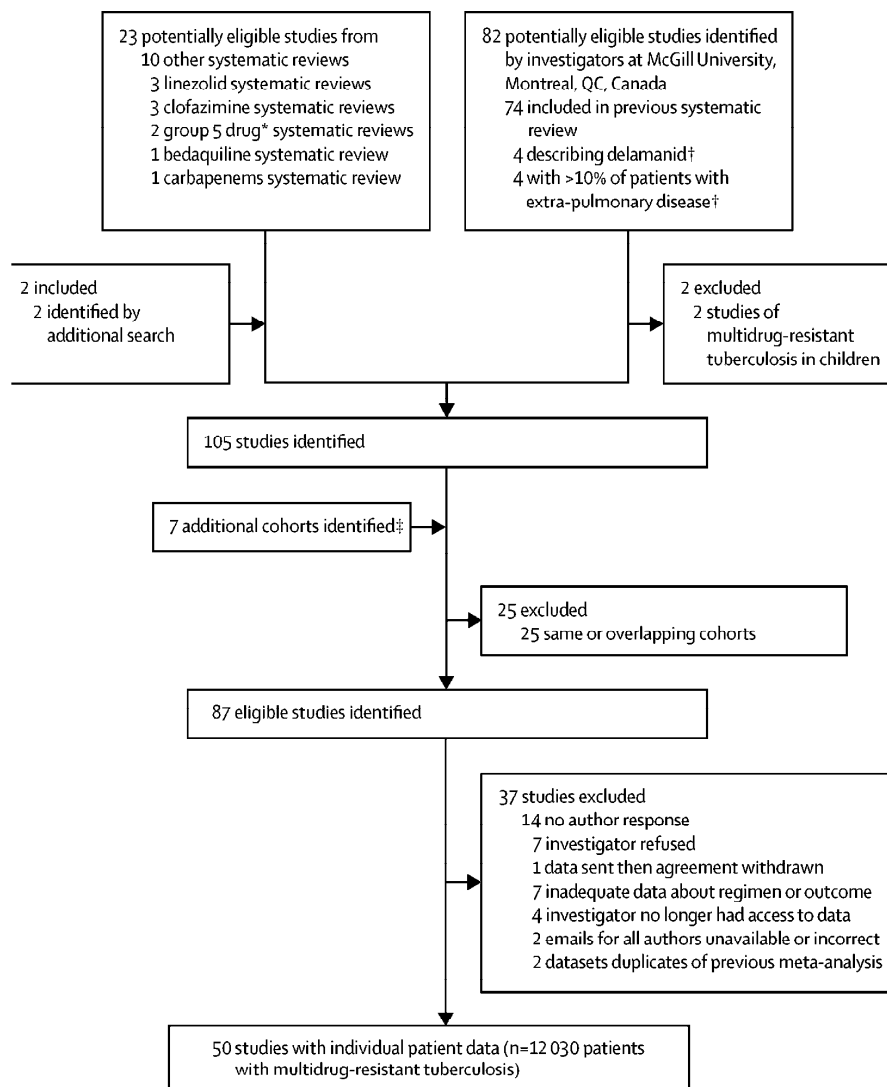 23 potentially eligible studies from
10 other systematic reviews
3 linezolid systematic reviews
3 clofazimine systematic reviews
2 group 5 drug* systematic reviews
1 bedaquiline systematic review
1 carbapenems systematic review
82 potentially eligible studies identified
by investigators at McGill University,
Montreal, QC, Canada
74 included in previous systematic
review
4 describing delamanid†
4 with >10% of patients with
extra-pulmonary disease†
2 included
2 identified by
additional search
2 excluded
2 studies of
multidrug-resistant
tuberculosis in children
105 studies identified
7 additional cohorts identified‡
25 excluded
25 same or overlapping cohorts
87 eligible studies identified
37 studies excluded
14 no author response
7 investigator refused
1 data sent then agreement withdrawn
7 inadequate data about regimen or outcome
4 investigator no longer had access to data
2 emails for all authors unavailable or incorrect
2 datasets duplicates of previous meta-analysis
50 studies with individual patient data (n=12 030 patients
with multidrug-resistant tuberculosis)